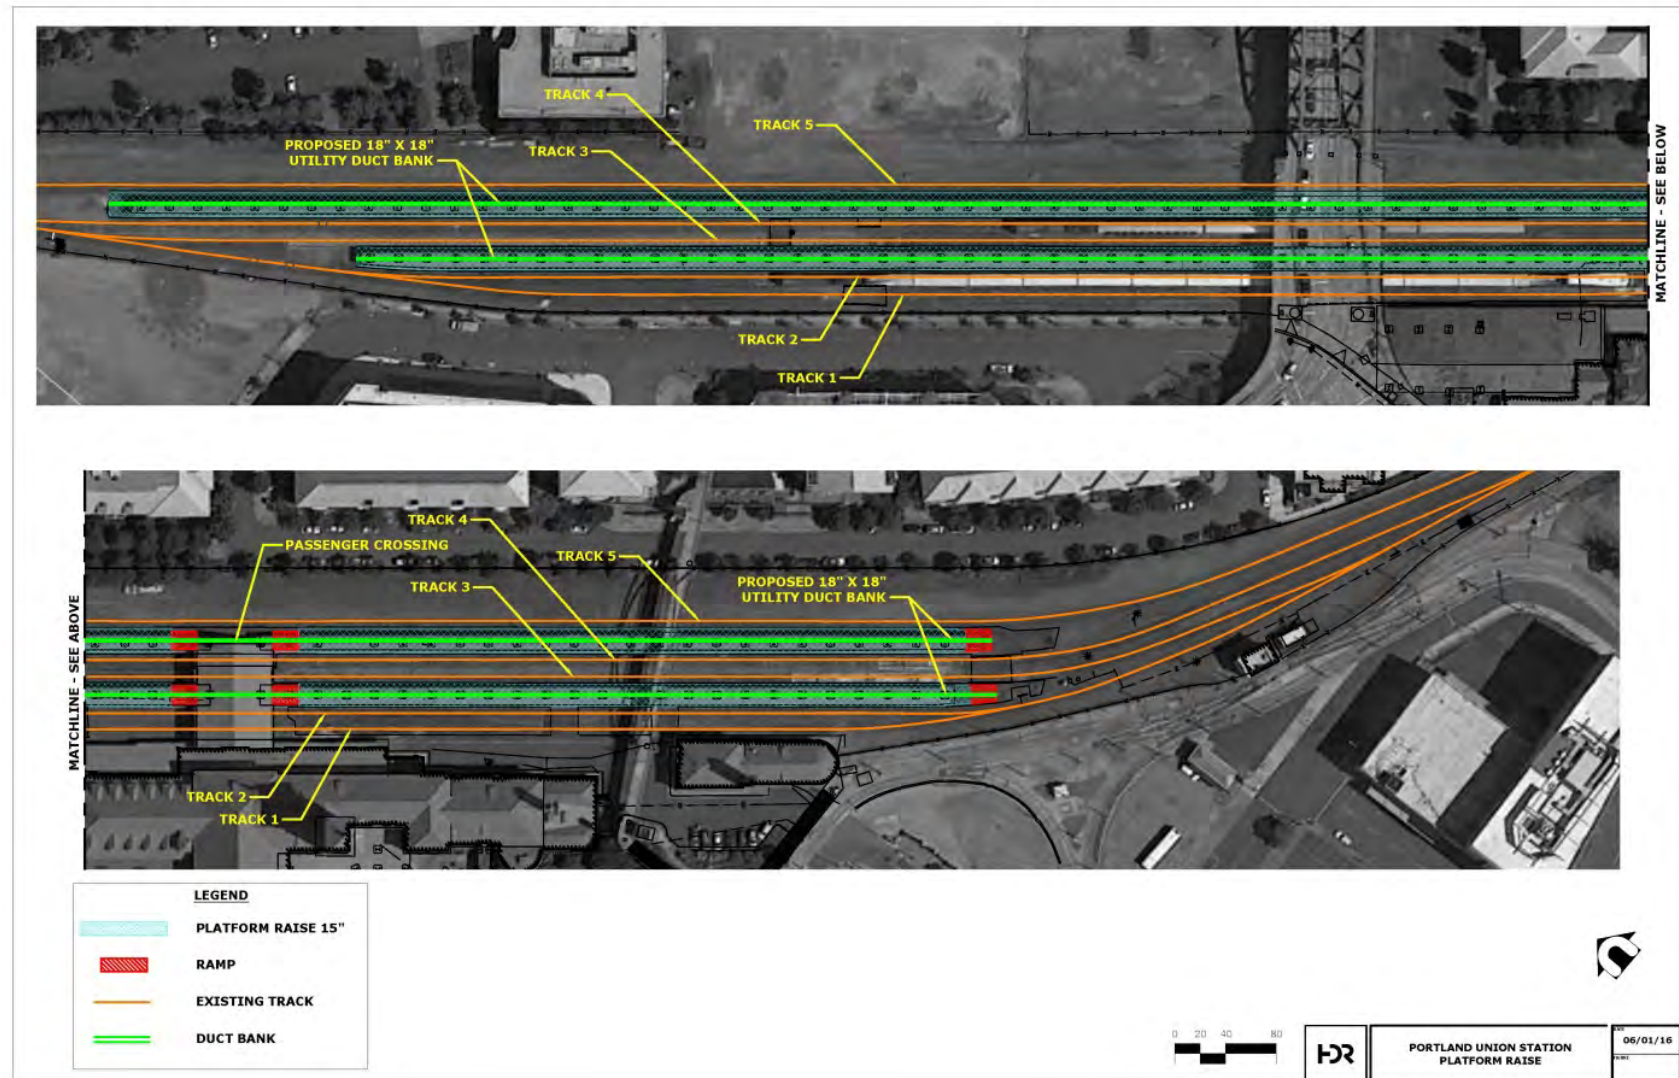 TRACK 4
TRACK 5
PROPOSED 18" X 18"
UTILITY DUCT BANK
TRACK 3
MATCHLINE - SEE BELOW
TRACK 2
TRACK 1
TRACK 4
PASSENGER CROSSING
TRACK 5
TRACK 3
PROPOSED 18" X 18"
UTILITY DUCT BANK
MATCHLINE - SEE ABOVE
TRACK 2
TRACK 1
LEGEND
PLATFORM RAISE 15"
RAMP
EXISTING TRACK
DUCT BANK
0 20 40 80
HDR
PORTLAND UNION STATION
PLATFORM RAISE
06/01/16